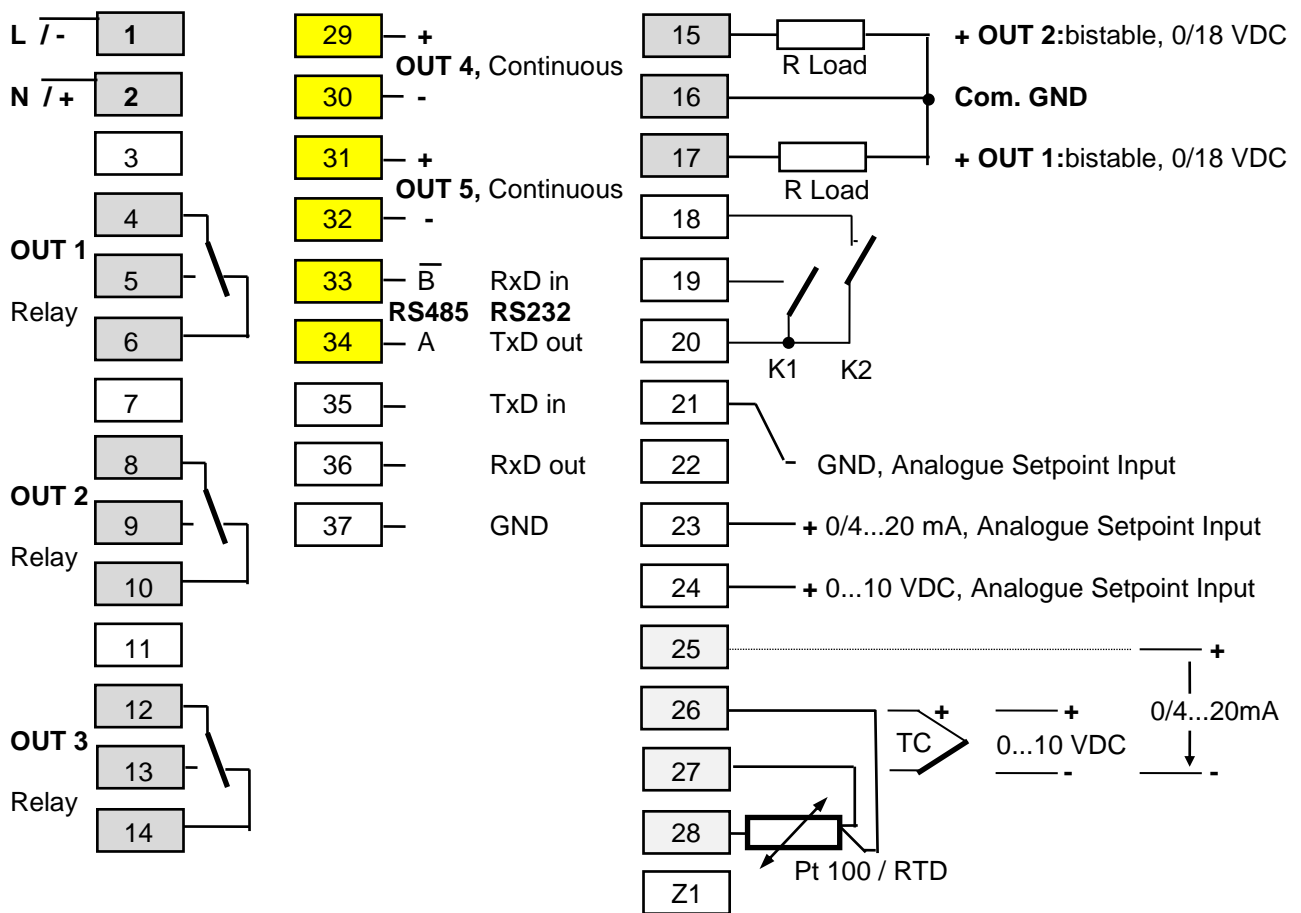 L / -
1
N / +
2
3
4
OUT 1
5
Relay
6
7
8
OUT 2
9
Relay
10
11
12
OUT 3
13
Relay
14
29 +
OUT 4, Continuous
30 -
31 +
OUT 5, Continuous
32 -
33 B RxD in
RS485 RS232
34 A TxD out
35 TxD in
36 RxD out
37 GND
15 + OUT 2:bistable, 0/18 VDC
R Load
16 Com. GND
17 + OUT 1:bistable, 0/18 VDC
R Load
18
19
20
K1 K2
21
22 - GND, Analogue Setpoint Input
23 + 0/4...20 mA, Analogue Setpoint Input
24 + 0...10 VDC, Analogue Setpoint Input
25 +
26 + + 0/4...20mA
TC 0...10 VDC
27 - -
28
Pt 100 / RTD
Z1